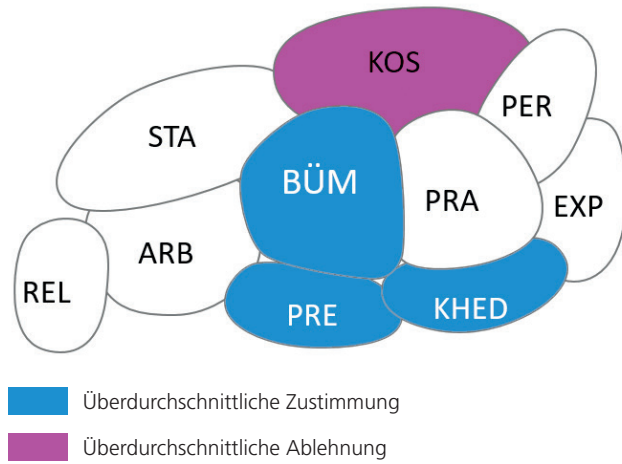 KOS
PER
STA
BÜM
PRA
EXP
ARB
REL
PRE
KHED
Überdurchschnittliche Zustimmung
Überdurchschnittliche Ablehnung